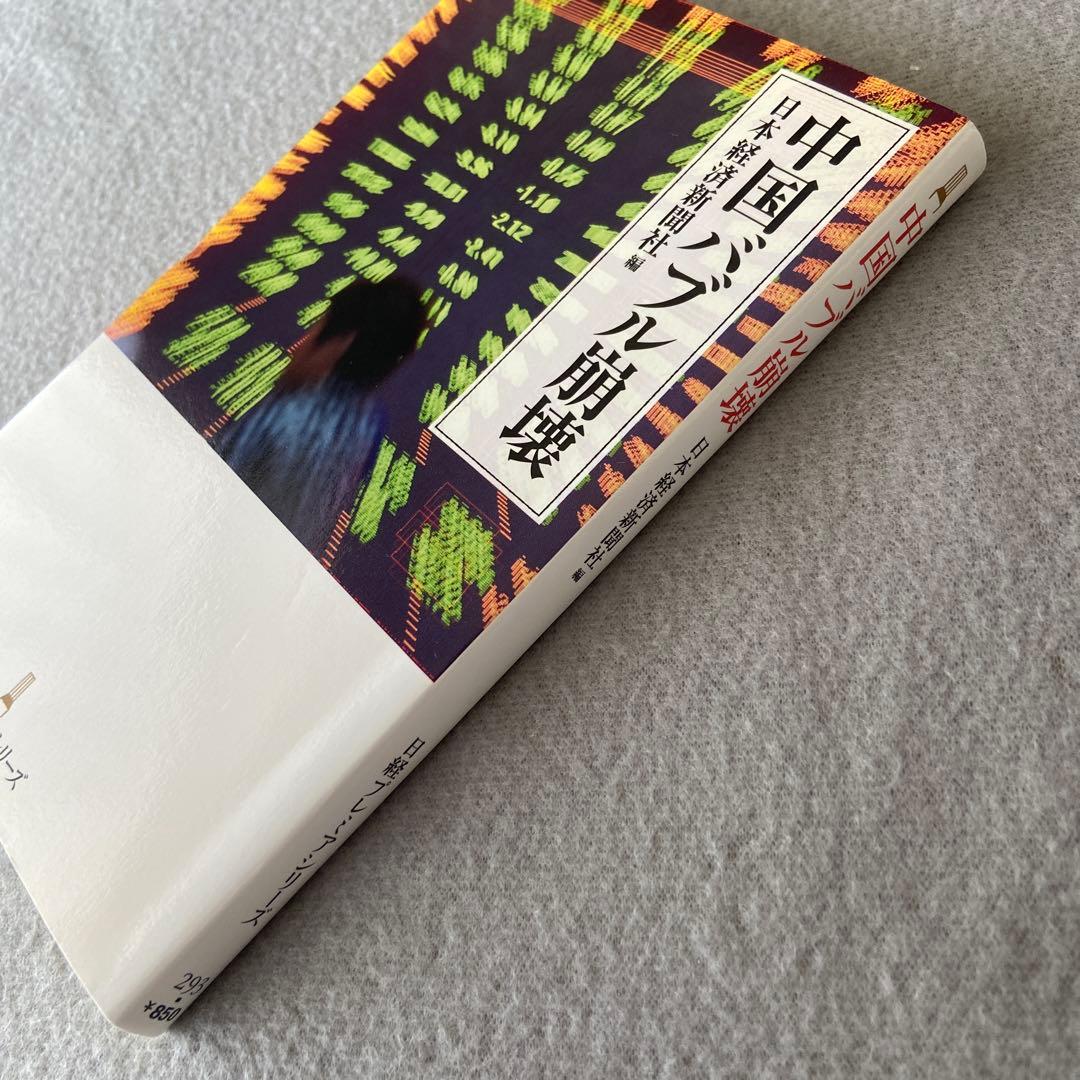 中国バブル崩壊
日本経済新聞社 編
-1.10
-2.12
中国バブル崩壊
日本経済新聞社 編
日経プレミアシリーズ
293
¥850
リーズ